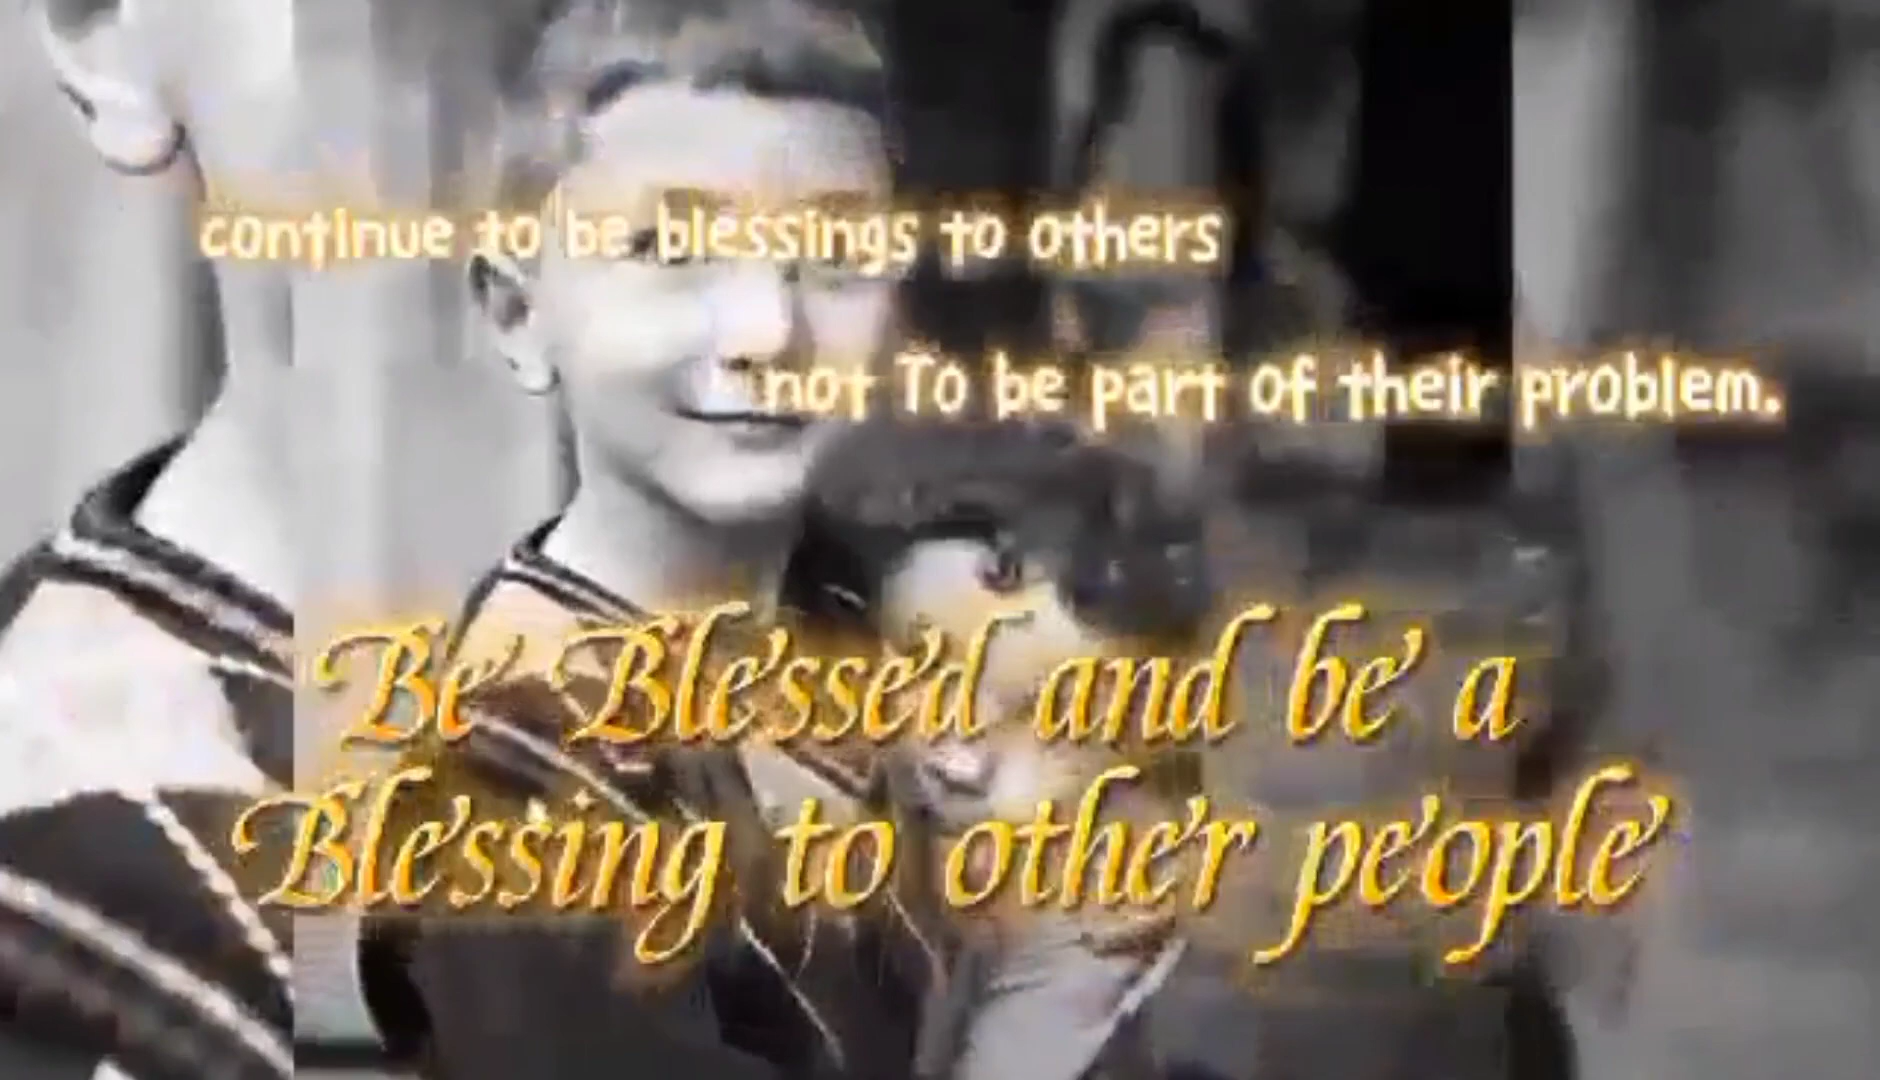 continue to be blessings to others
not To be part of their problem.
Be Blessed and be a
Blessing to other people